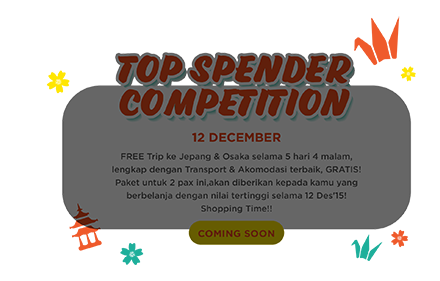 TOP SPENDER
COMPETITION
12 DECEMBER
FREE Trip ke Jepang & Osaka selama 5 hari 4 malam,
lengkap dengan Transport & Akomodasi terbaik, GRATIS!
Paket untuk 2 pax ini,akan diberikan kepada kamu yang
berbelanja dengan nilai tertinggi selama 12 Des'15!
Shopping Time!!
COMING SOON